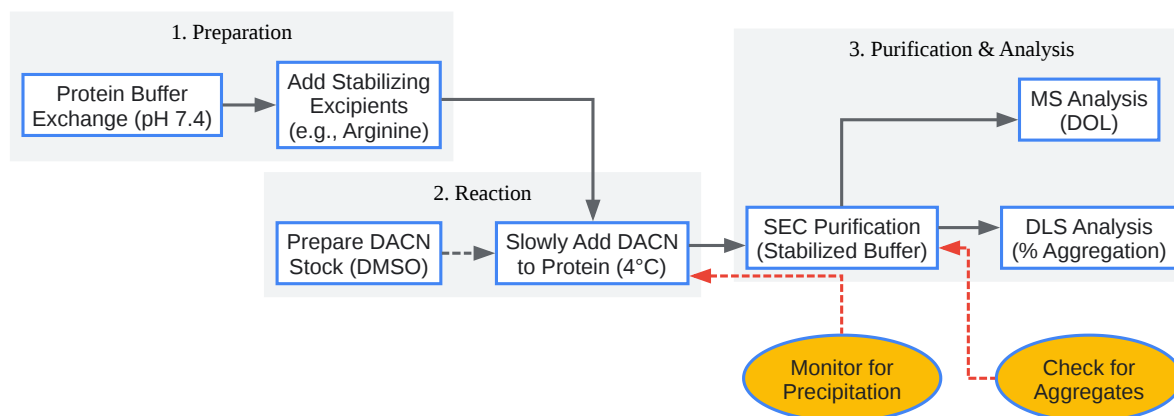 1. Preparation
Protein Buffer
Exchange (pH 7.4)
Add Stabilizing
Excipients
(e.g., Arginine)
2. Reaction
Prepare DACN
Stock (DMSO)
Slowly Add DACN
to Protein (4°C)
3. Purification & Analysis
MS Analysis
(DOL)
SEC Purification
(Stabilized Buffer)
DLS Analysis
(% Aggregation)
Monitor for
Precipitation
Check for
Aggregates